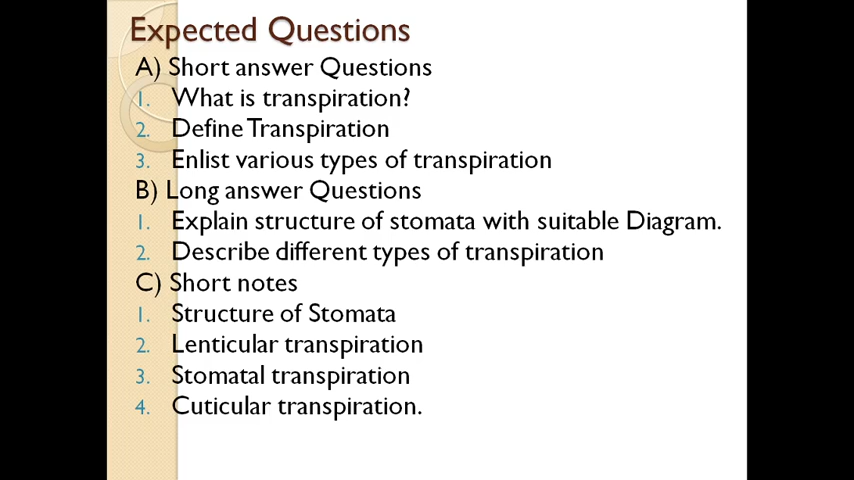 Expected Questions
A) Short answer Questions
1. What is transpiration?
2. Define Transpiration
3. Enlist various types of transpiration
B) Long answer Questions
1. Explain structure of stomata with suitable Diagram.
2. Describe different types of transpiration
C) Short notes
1. Structure of Stomata
2. Lenticular transpiration
3. Stomatal transpiration
4. Cuticular transpiration.